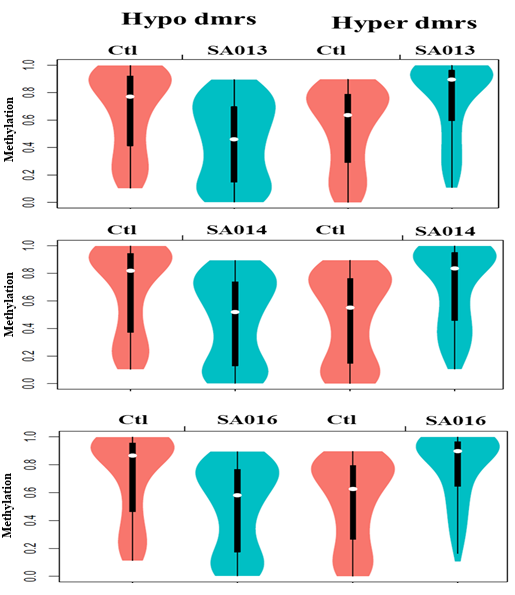 Hypo dmrs Hyper dmrs
Ctl SA013 Ctl SA013
Methylation
1.0
0.8
0.6
0.4
0.2
0.0
Ctl SA014 Ctl SA014
Methylation
1.0
0.8
0.6
0.4
0.2
0.0
Ctl SA016 Ctl SA016
Methylation
1.0
0.8
0.6
0.4
0.2
0.0